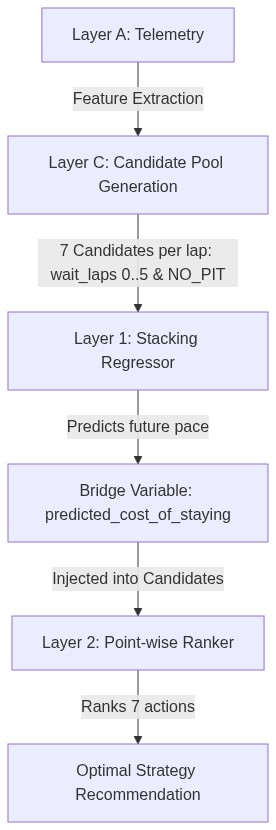 Layer A: Telemetry
Feature Extraction
Layer C: Candidate Pool
Generation
7 Candidates per lap:
wait_laps 0..5 & NO_PIT
Layer 1: Stacking
Regressor
Predicts future pace
Bridge Variable:
predicted_cost_of_staying
Injected into Candidates
Layer 2: Point-wise Ranker
Ranks 7 actions
Optimal Strategy
Recommendation